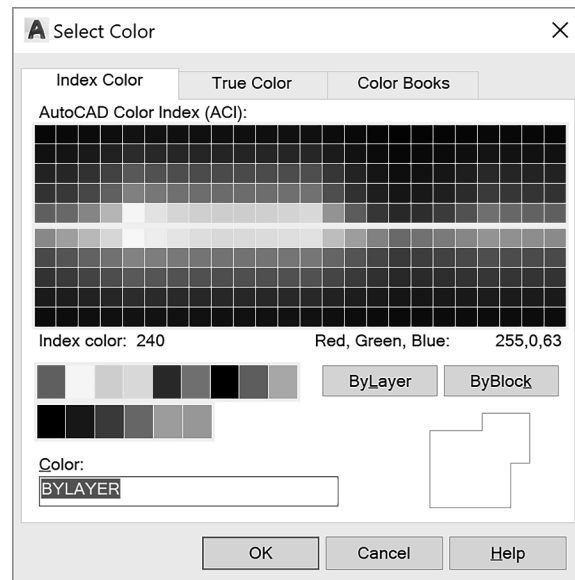 A Select Color
Index Color True Color Color Books
AutoCAD Color Index (ACI):
Index color: 240 Red, Green, Blue: 255,0,63
ByLayer ByBlock
Color:
BYLAYER
OK Cancel Help